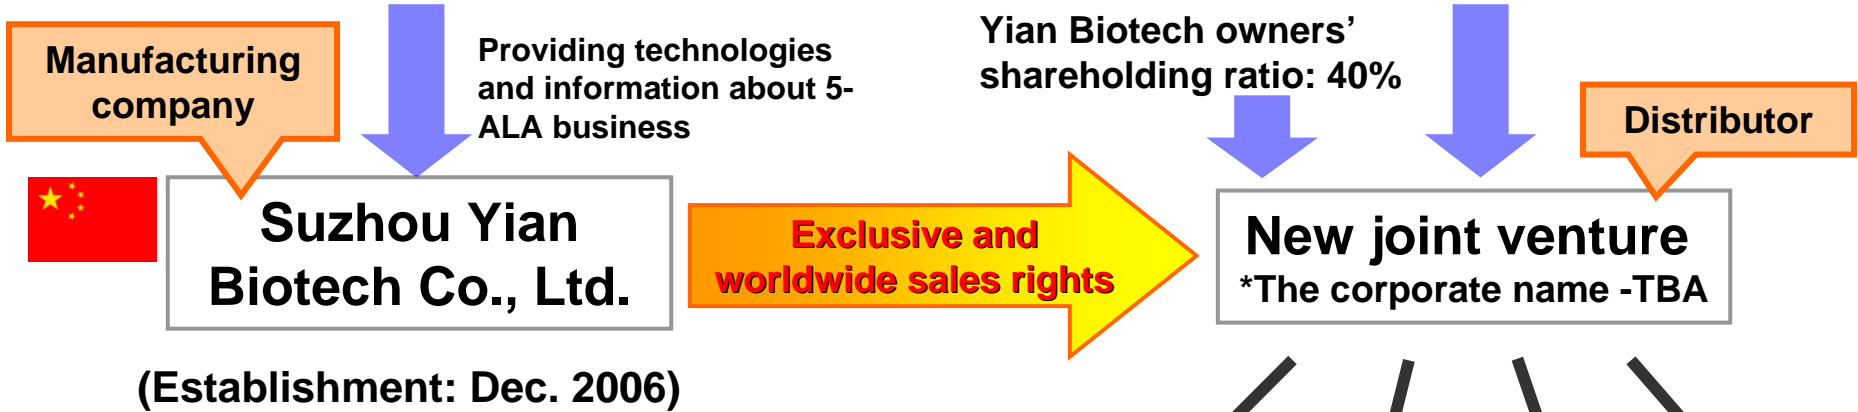 Manufacturing
company
Providing technologies
and information about 5-
ALA business
Yian Biotech owners’
shareholding ratio: 40%
Distributor
Suzhou Yian
Biotech Co., Ltd.
Exclusive and
worldwide sales rights
New joint venture
*The corporate name -TBA
(Establishment: Dec. 2006)